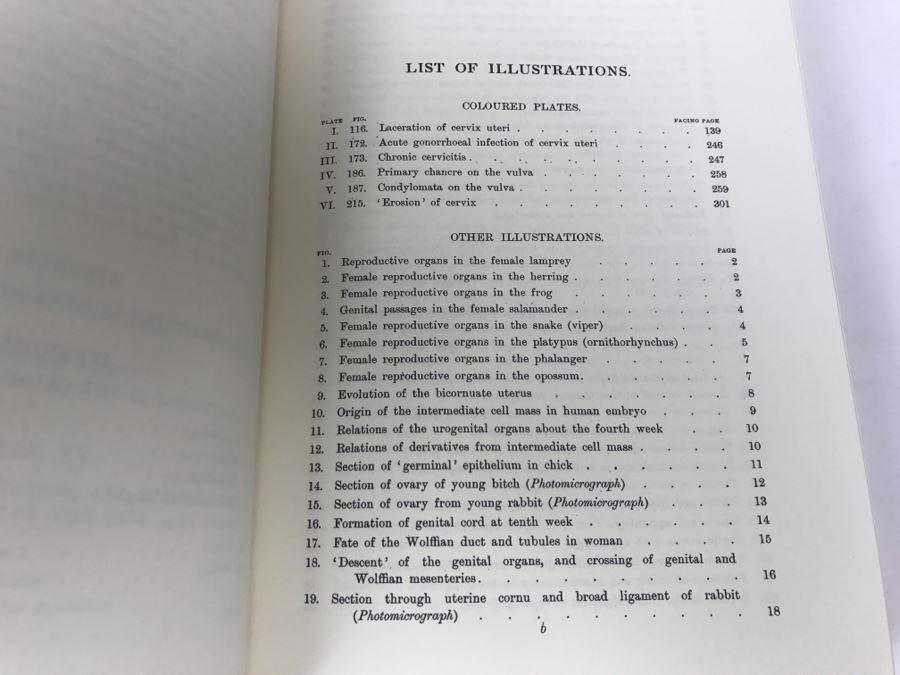 LIST OF ILLUSTRATIONS.
COLOURED PLATES.
PLATE FIG. FACING PAGE
I. 116. Laceration of cervix uteri . . . . . . . 139
II. 172. Acute gonorrhoeal infection of cervix uteri . . . . 246
III. 173. Chronic cervicitis . . . . . . . . . 247
IV. 186. Primary chancre on the vulva . . . . . . 258
V. 187. Condylomata on the vulva . . . . . . . 259
VI. 215. 'Erosion' of cervix . . . . . . . . 301
OTHER ILLUSTRATIONS.
FIG. PAGE
1. Reproductive organs in the female lamprey . . . . . 2
2. Female reproductive organs in the herring . . . . . . 2
3. Female reproductive organs in the frog . . . . . . 3
4. Genital passages in the female salamander . . . . . . 4
5. Female reproductive organs in the snake (viper) . . . . 4
6. Female reproductive organs in the platypus (ornithorhynchus) . . 5
7. Female reproductive organs in the phalanger . . . . . 7
8. Female reproductive organs in the opossum. . . . . . 7
9. Evolution of the bicornuate uterus . . . . . . . 8
10. Origin of the intermediate cell mass in human embryo . . . 9
11. Relations of the urogenital organs about the fourth week . . 10
12. Relations of derivatives from intermediate cell mass . . . . 10
13. Section of 'germinal' epithelium in chick . . . . . . 11
14. Section of ovary of young bitch (Photomicrograph) . . . . 12
15. Section of ovary from young rabbit (Photomicrograph) . . . 13
16. Formation of genital cord at tenth week . . . . . . 14
17. Fate of the Wolffian duct and tubules in woman . . . . 15
18. 'Descent' of the genital organs, and crossing of genital and
Wolffian mesenteries. . . . . . . . . . 16
19. Section through uterine cornu and broad ligament of rabbit
(Photomicrograph) . . . . . . . . . . 18
b